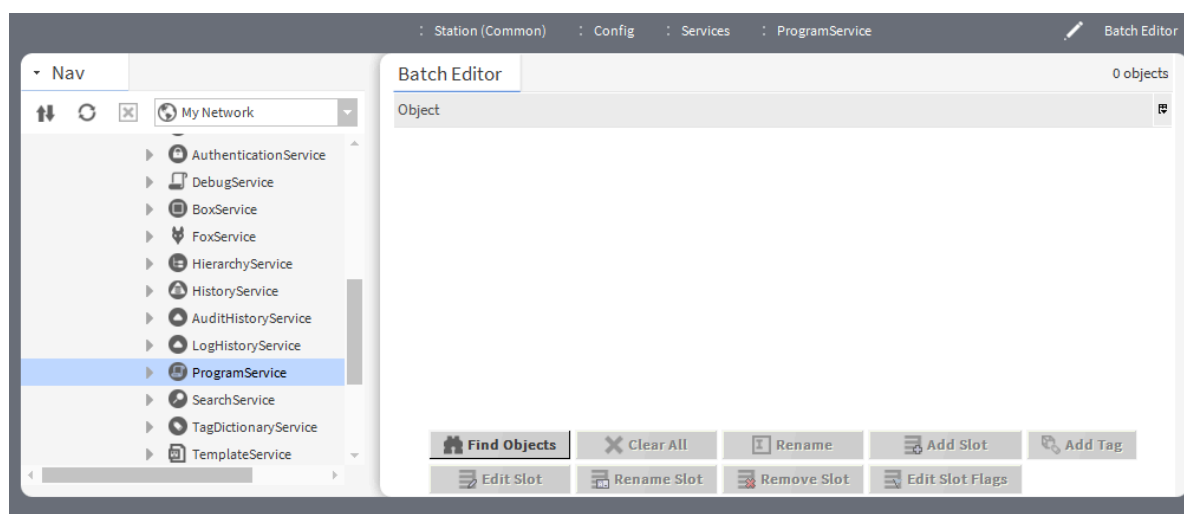 : Station (Common) : Config : Services : ProgramService Batch Editor
Nav
My Network
AuthenticationService
DebugService
BoxService
FoxService
HierarchyService
HistoryService
AuditHistoryService
LogHistoryService
ProgramService
SearchService
TagDictionaryService
TemplateService
Batch Editor 0 objects
Object
Find Objects Clear All Rename Add Slot Add Tag
Edit Slot Rename Slot Remove Slot Edit Slot Flags